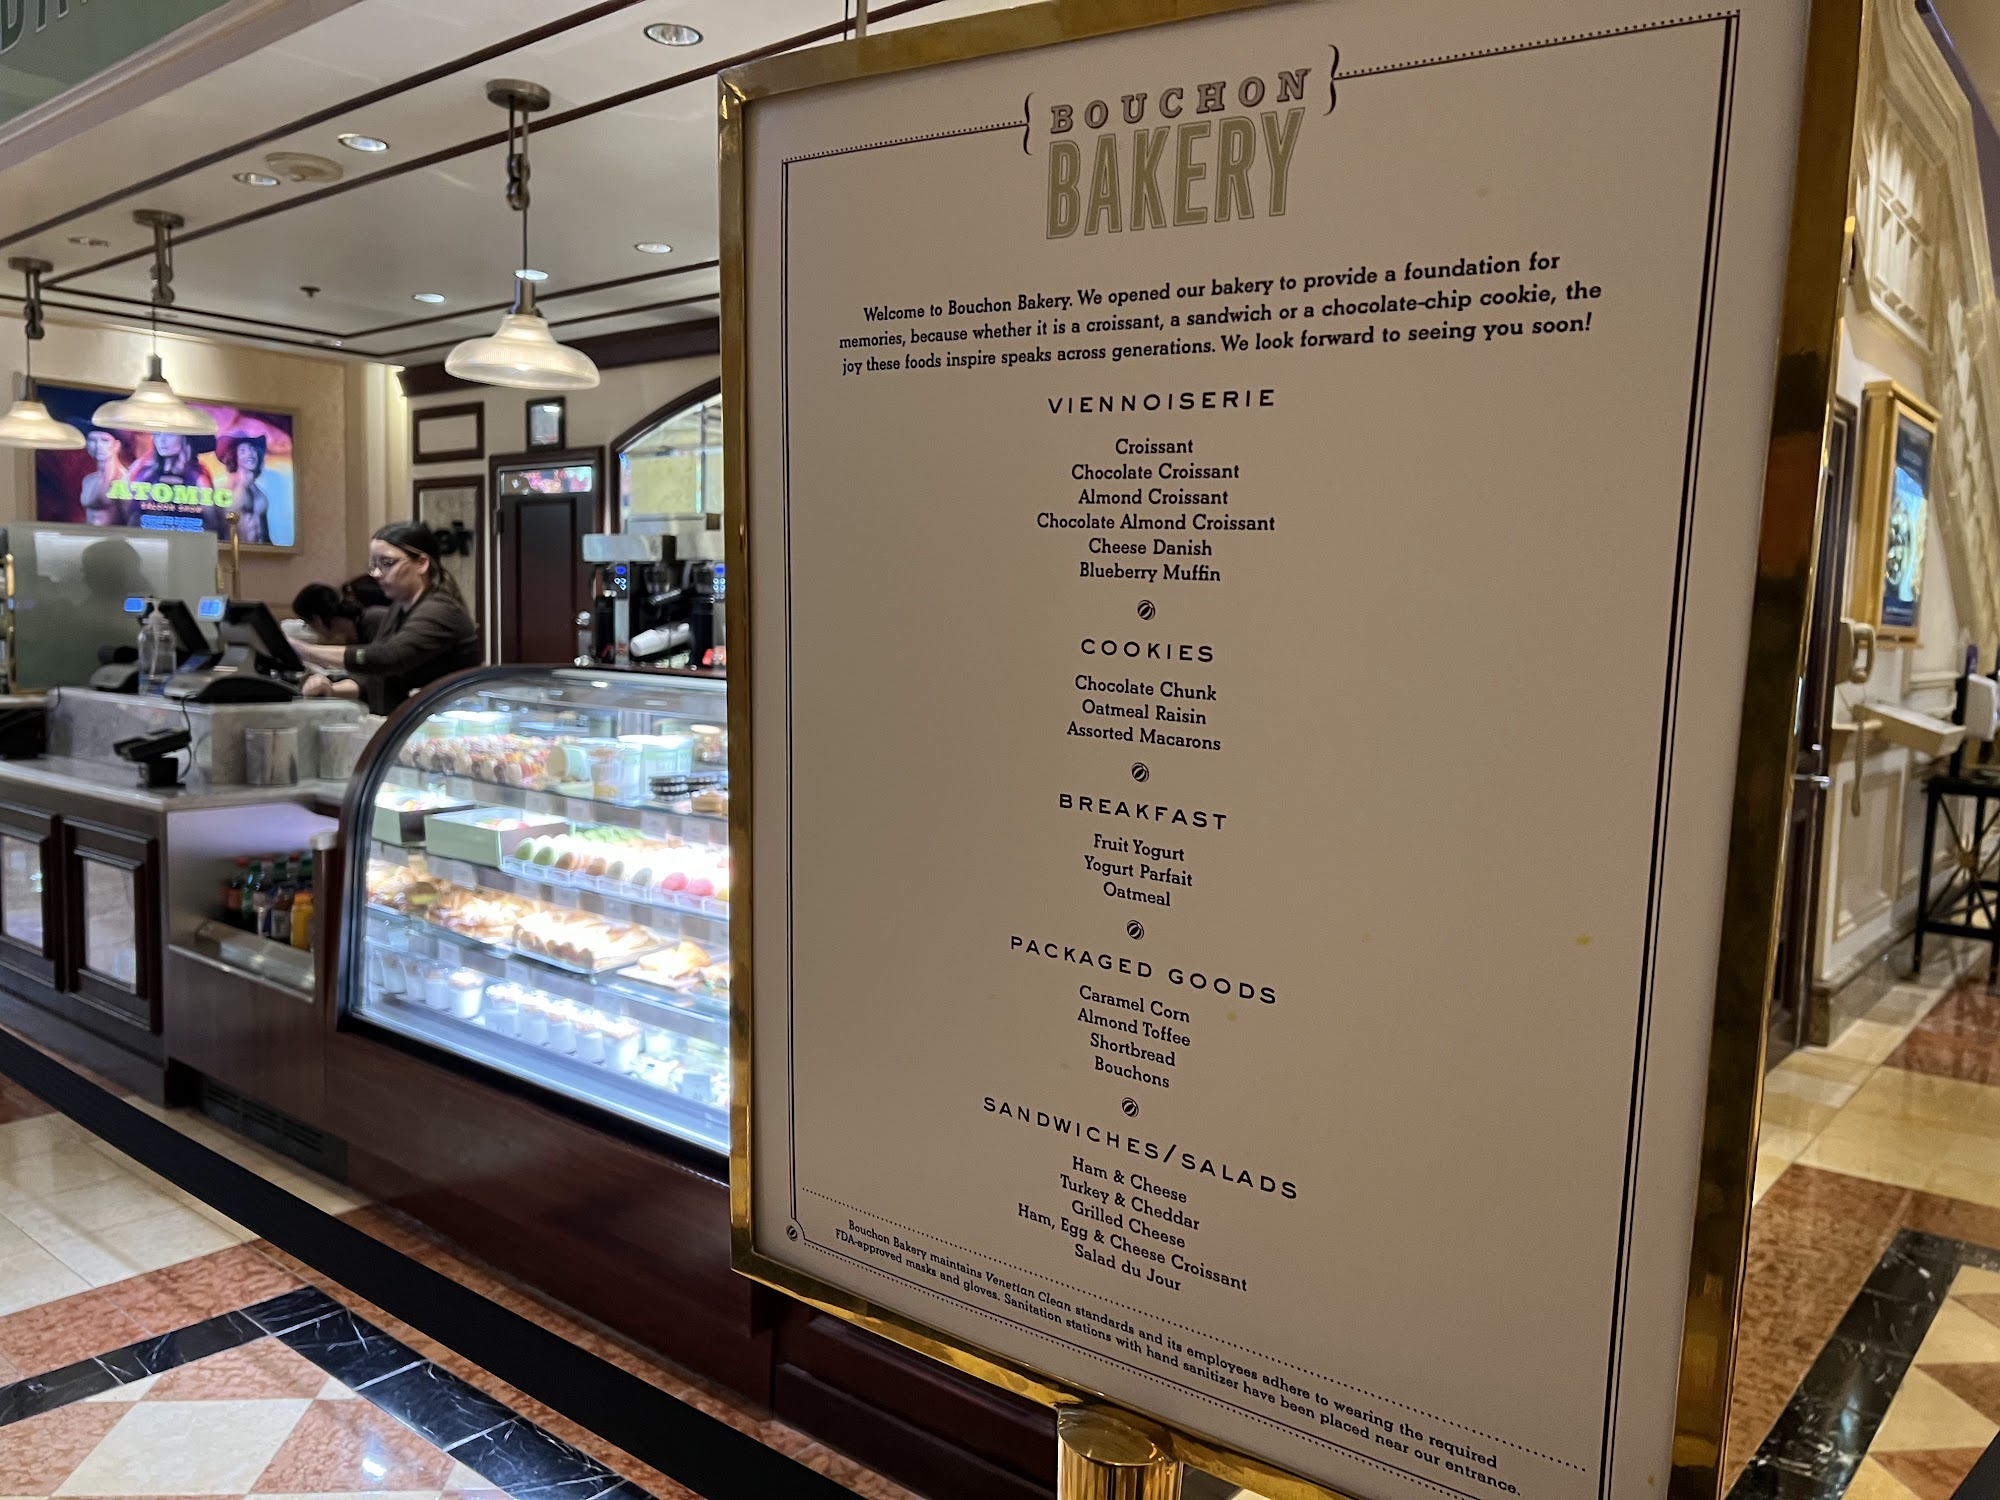 BOUCHON
BAKERY
Welcome to Bouchon Bakery. We opened our bakery to provide a foundation for
memories, because whether it is a croissant, a sandwich or a chocolate-chip cookie, the
joy these foods inspire speaks across generations. We look forward to seeing you soon!
VIENNOISERIE
Croissant
Chocolate Croissant
Almond Croissant
Chocolate Almond Croissant
Cheese Danish
Blueberry Muffin
COOKIES
Chocolate Chunk
Oatmeal Raisin
Assorted Macarons
BREAKFAST
Fruit Yogurt
Yogurt Parfait
Oatmeal
PACKAGED GOODS
Caramel Corn
Almond Toffee
Shortbread
Bouchons
SANDWICHES/SALADS
Ham & Cheese
Turkey & Cheddar
Grilled Cheese
Ham, Egg & Cheese Croissant
Salad du Jour
Bouchon Bakery maintains Venetian Clean standards and its employees adhere to wearing the required
FDA-approved masks and gloves. Sanitation stations with hand sanitizer have been placed near our entrance.
ATOMIC
SALOON SHOW